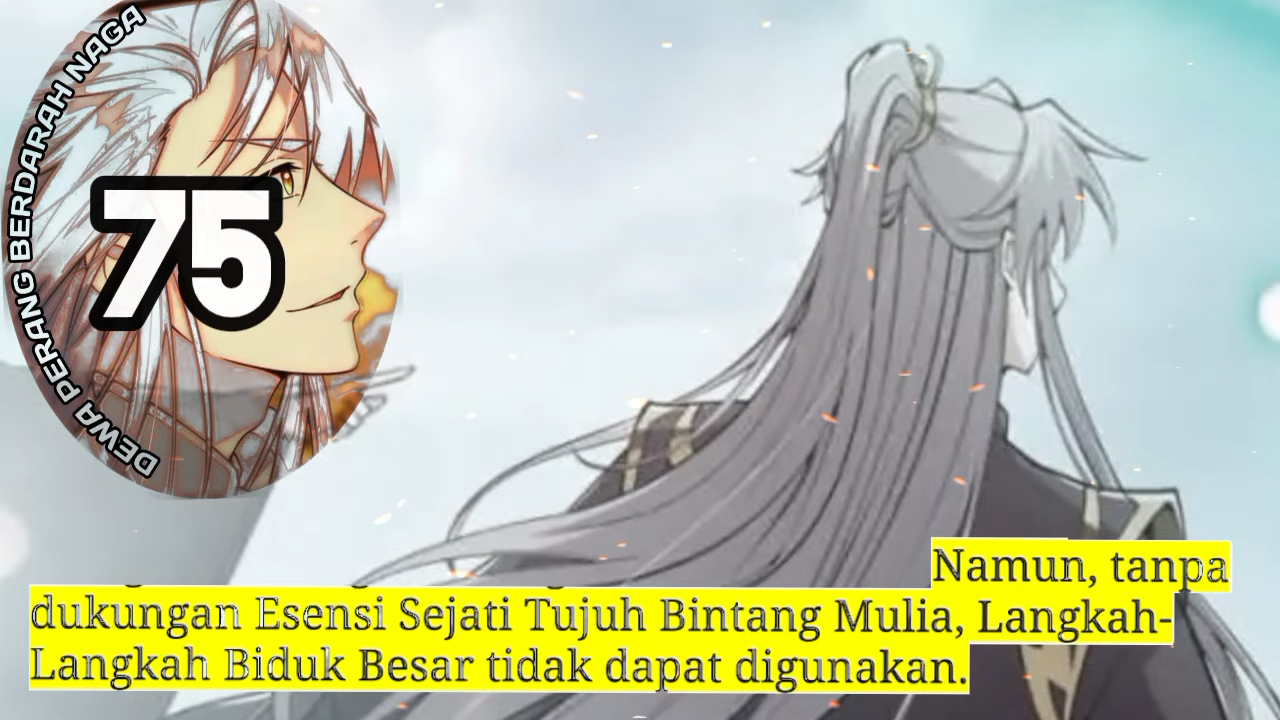 DEWA PERANG BERDARAH NAGA
75
Namun, tanpa
dukungan Esensi Sejati Tujuh Bintang Mulia, Langkah-
Langkah Biduk Besar tidak dapat digunakan.